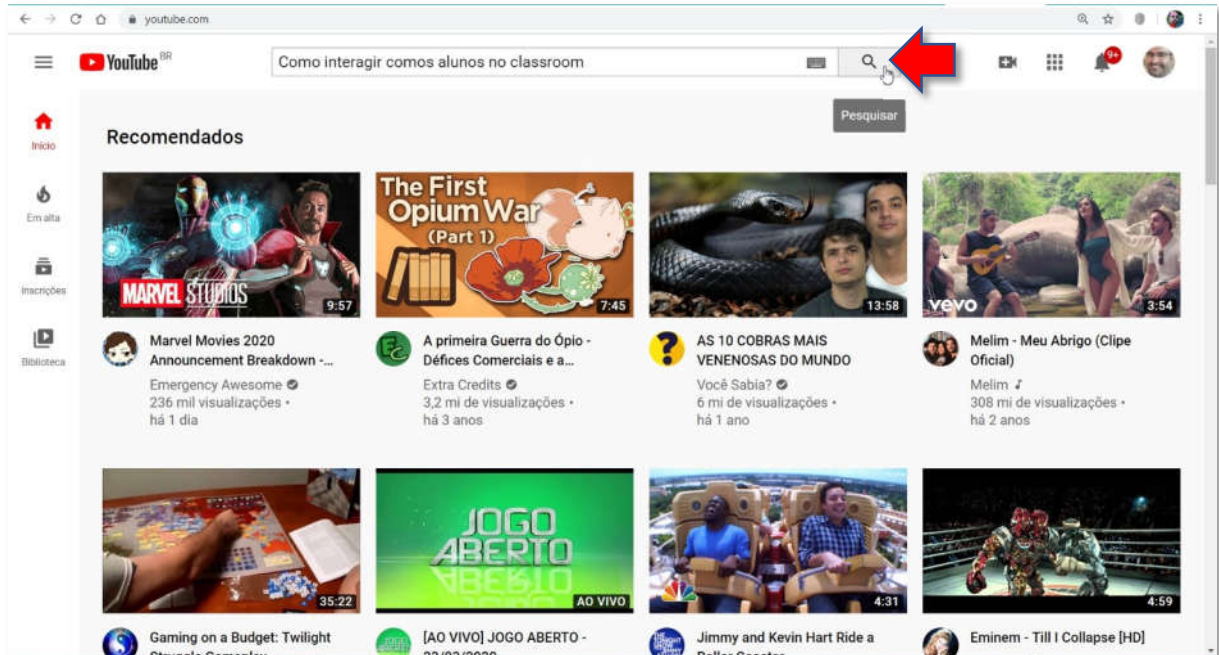 youtube.com
YouTube BR
Como interagir comos alunos no classroom
9+
Pesquisar
Início
Em alta
Inscrições
Biblioteca
Recomendados
MARVEL STUDIOS
9:57
The First
Opium War
(Part 1)
7:45
13:58
vevo
3:54
Marvel Movies 2020
Announcement Breakdown -...
Emergency Awesome
236 mil visualizações •
há 1 dia
EC
A primeira Guerra do Ópio -
Défices Comerciais e a...
Extra Credits
3,2 mi de visualizações •
há 3 anos
?
AS 10 COBRAS MAIS
VENENOSAS DO MUNDO
Você Sabia?
6 mi de visualizações •
há 1 ano
Melim - Meu Abrigo (Clipe
Oficial)
Melim
308 mi de visualizações •
há 2 anos
35:22
JOGO
ABERTO
AO VIVO
4:31
4:59
Gaming on a Budget: Twilight
Struggle Gameplay
[AO VIVO] JOGO ABERTO -
Jimmy and Kevin Hart Ride a
Roller Coaster
Eminem - Till I Collapse [HD]